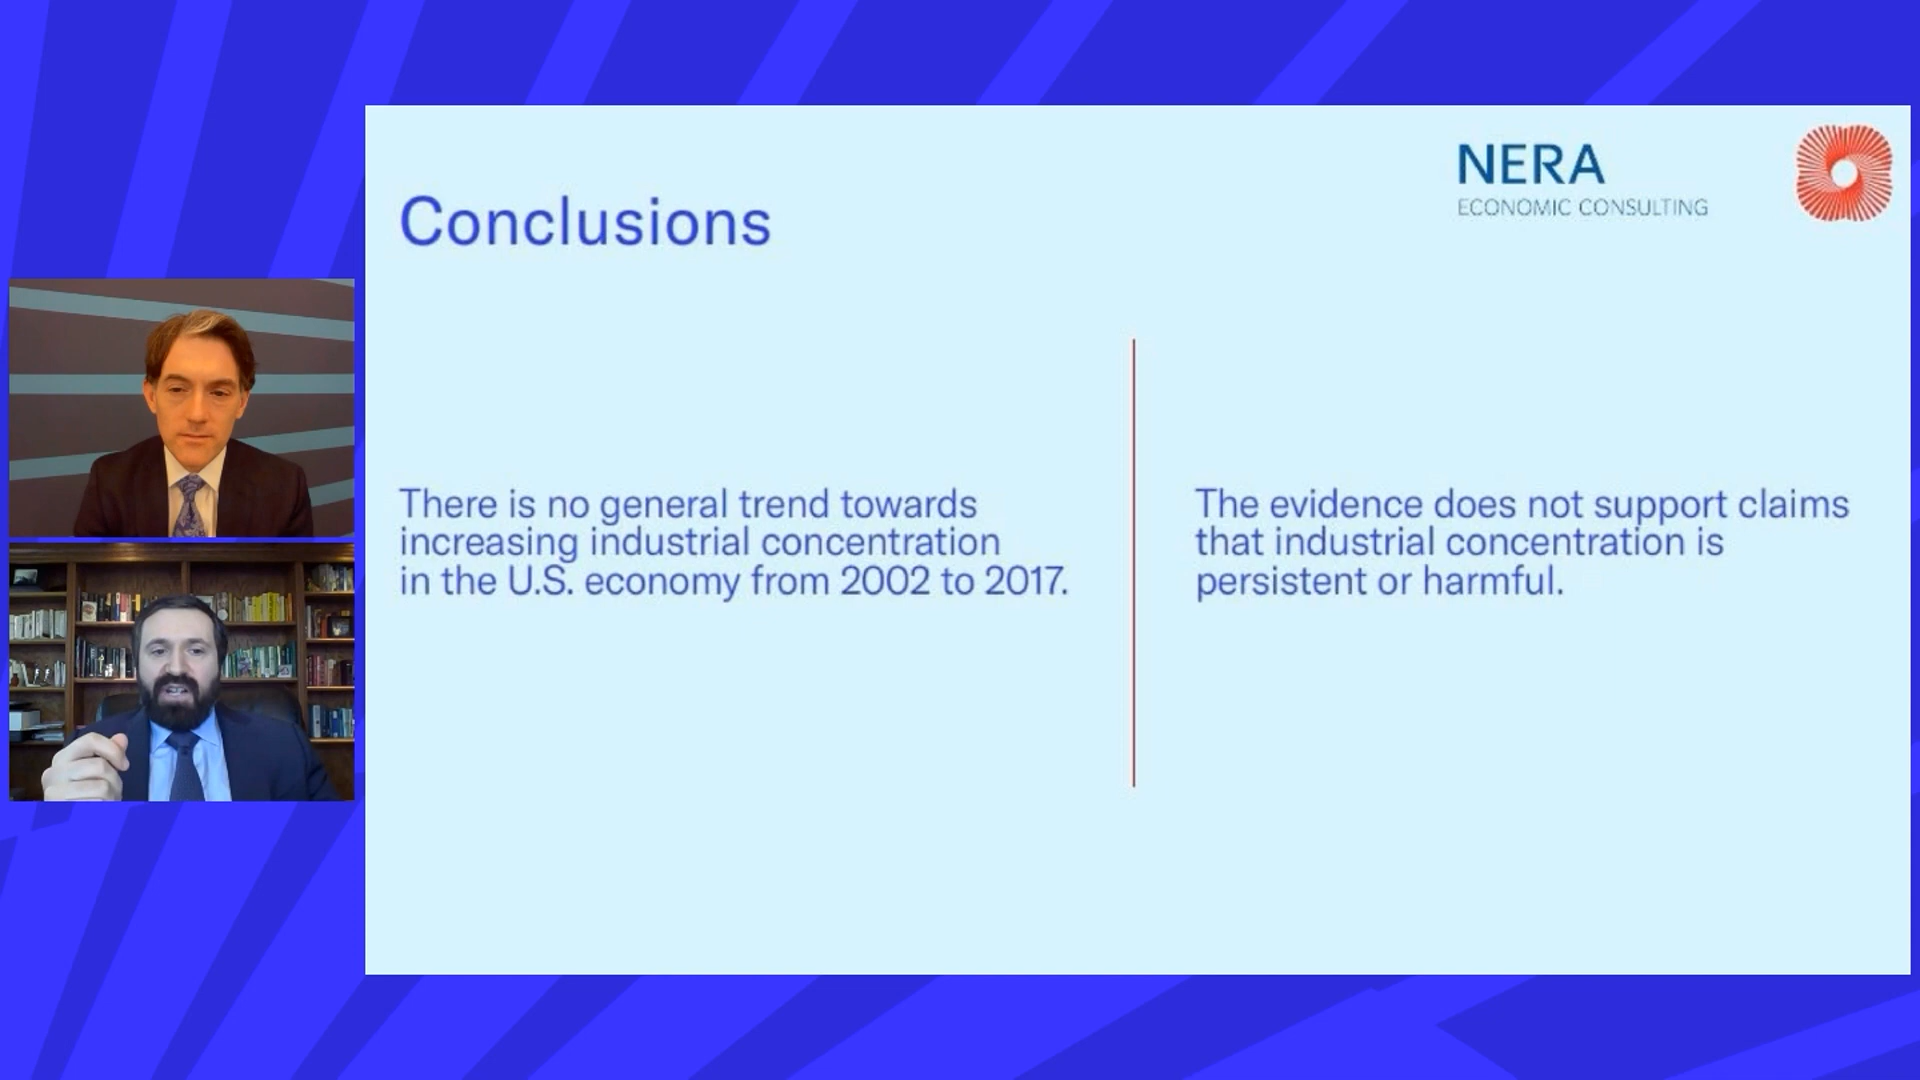 NERA
ECONOMIC CONSULTING
Conclusions
There is no general trend towards
increasing industrial concentration
in the U.S. economy from 2002 to 2017.
The evidence does not support claims
that industrial concentration is
persistent or harmful.